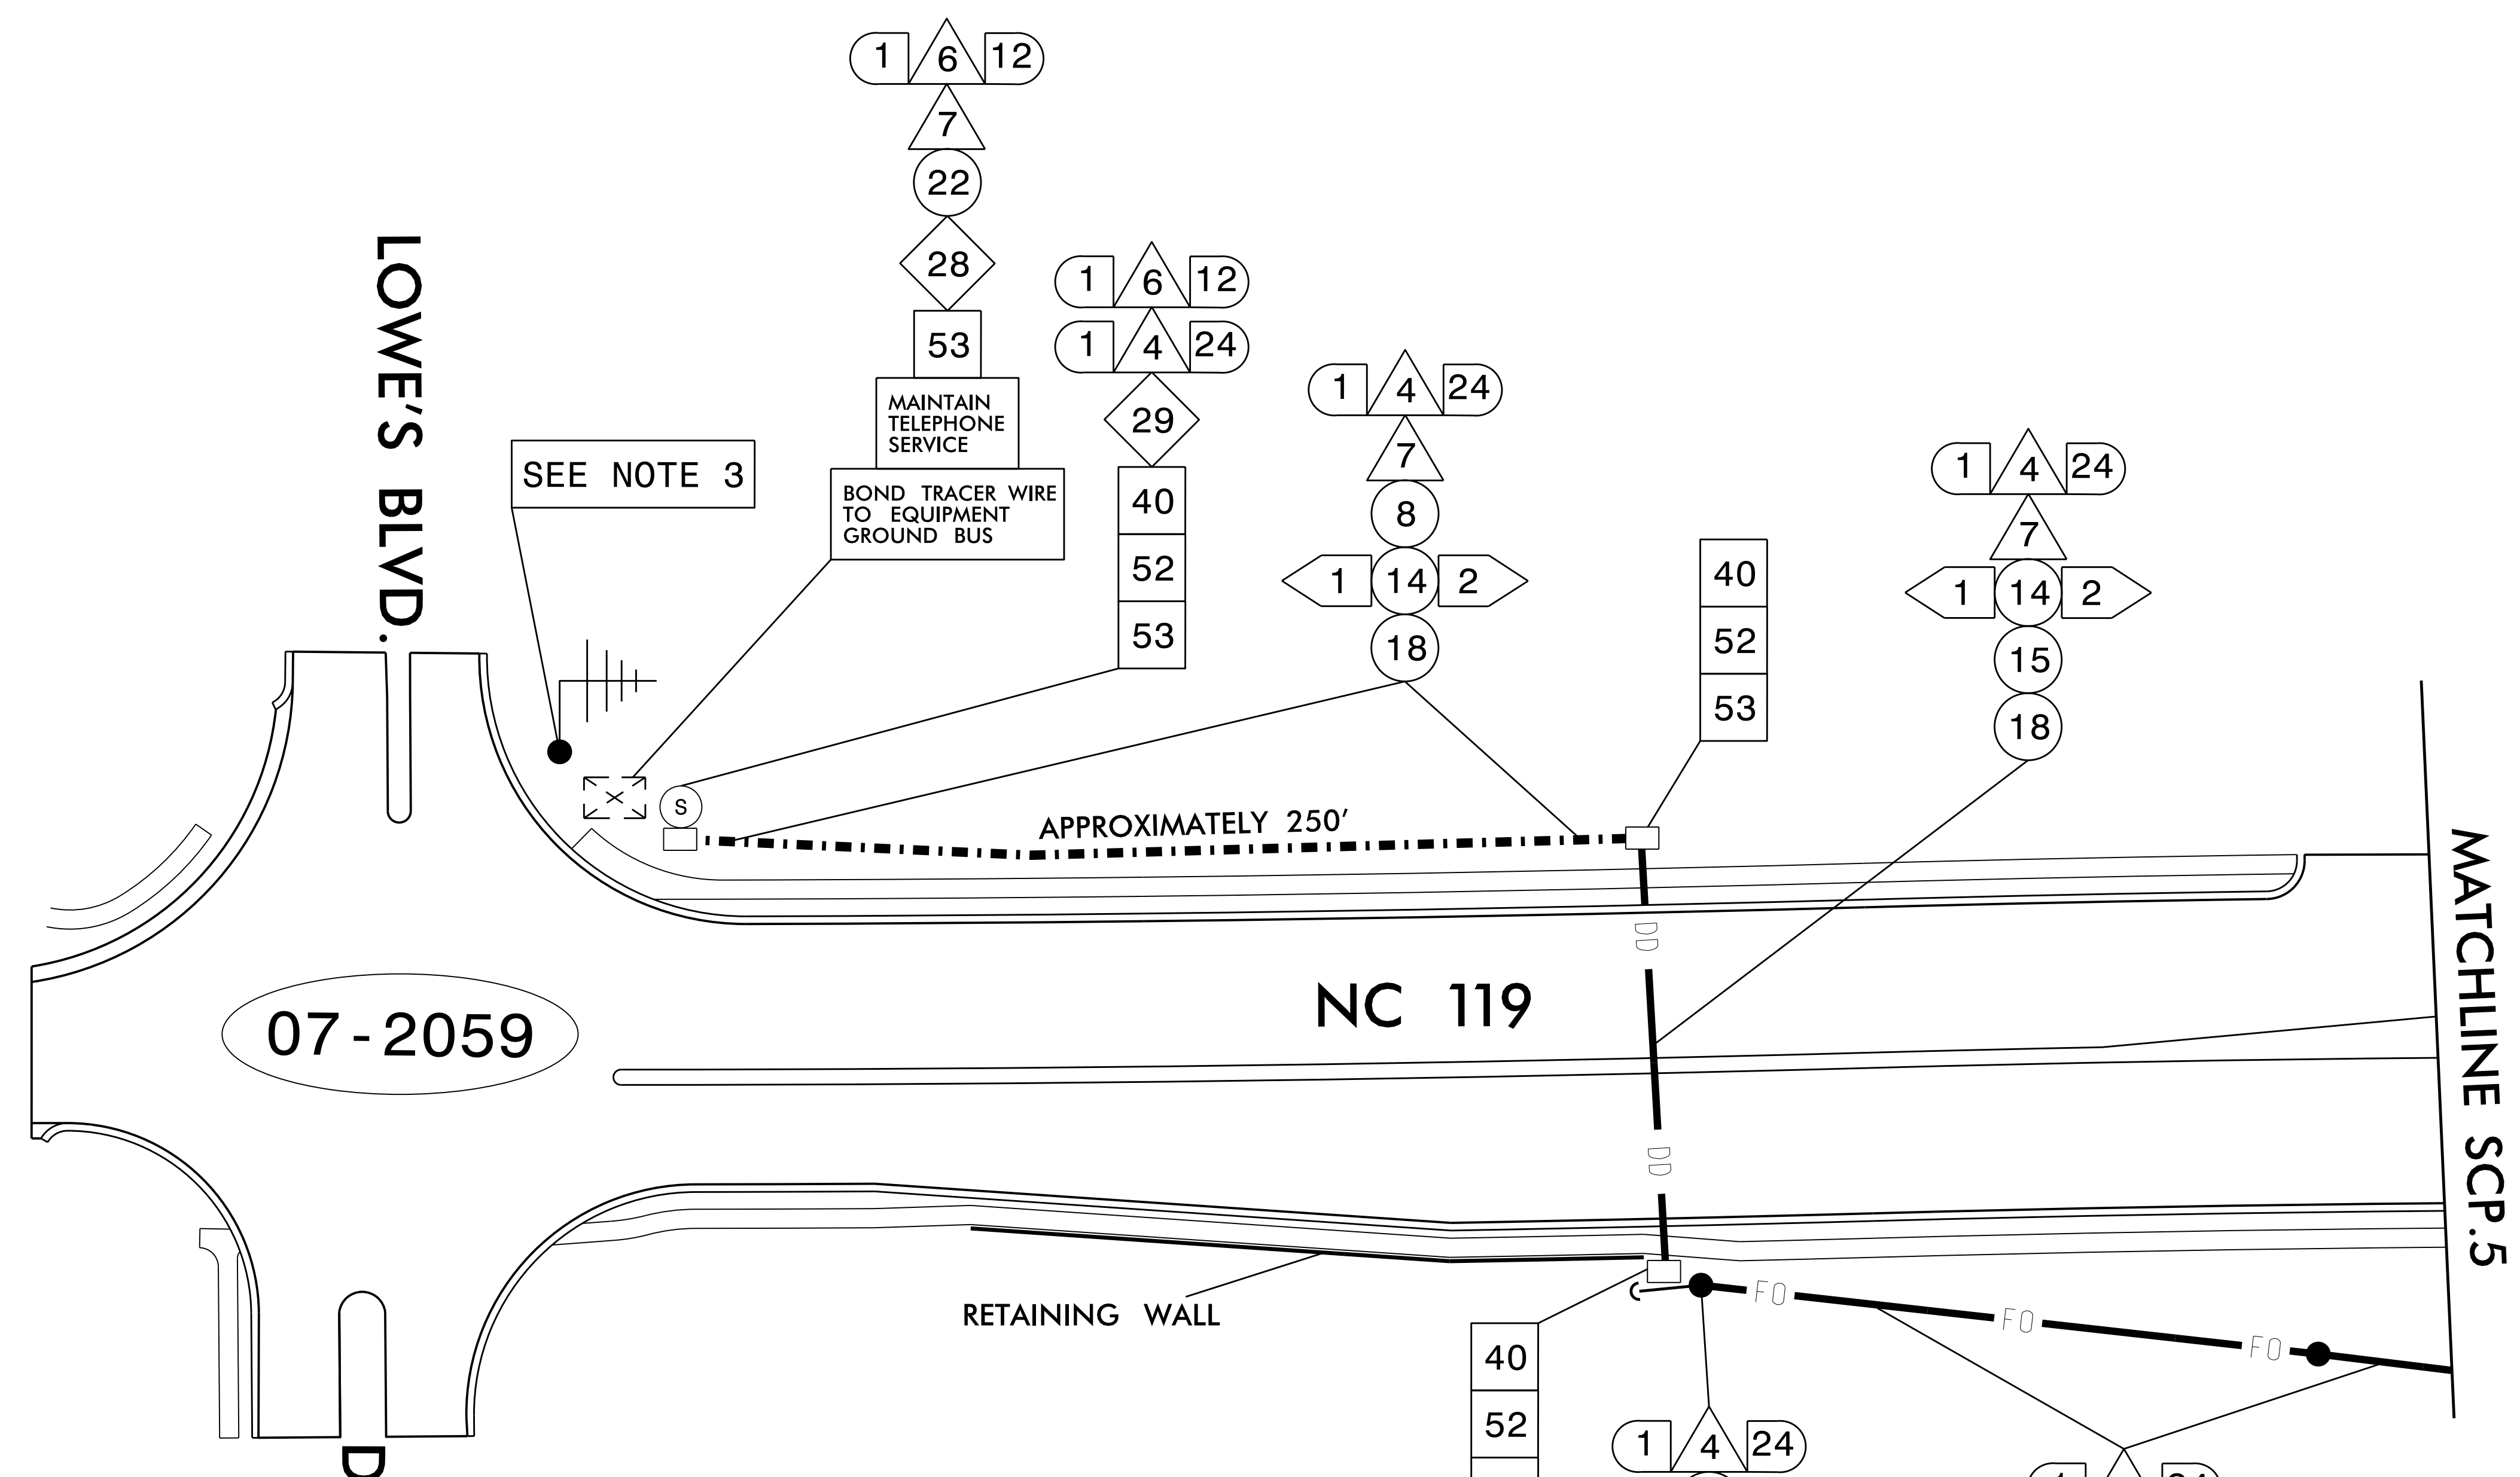 1 6 12
7
22
28
53
MAINTAIN
TELEPHONE
SERVICE
BOND TRACER WIRE
TO EQUIPMENT
GROUND BUS
SEE NOTE 3
LOWE'S BLVD.
1 6 12
1 4 24
29
40
52
53
1 4 24
7
8
1 14 2
18
40
52
53
1 4 24
7
1 14 2
15
18
S
APPROXIMATELY 250'
DD
NC 119
07-2059
DD
MATCHLINE SCP.5
RETAINING WALL
FO
FO
FO
40
52
1 4 24
D